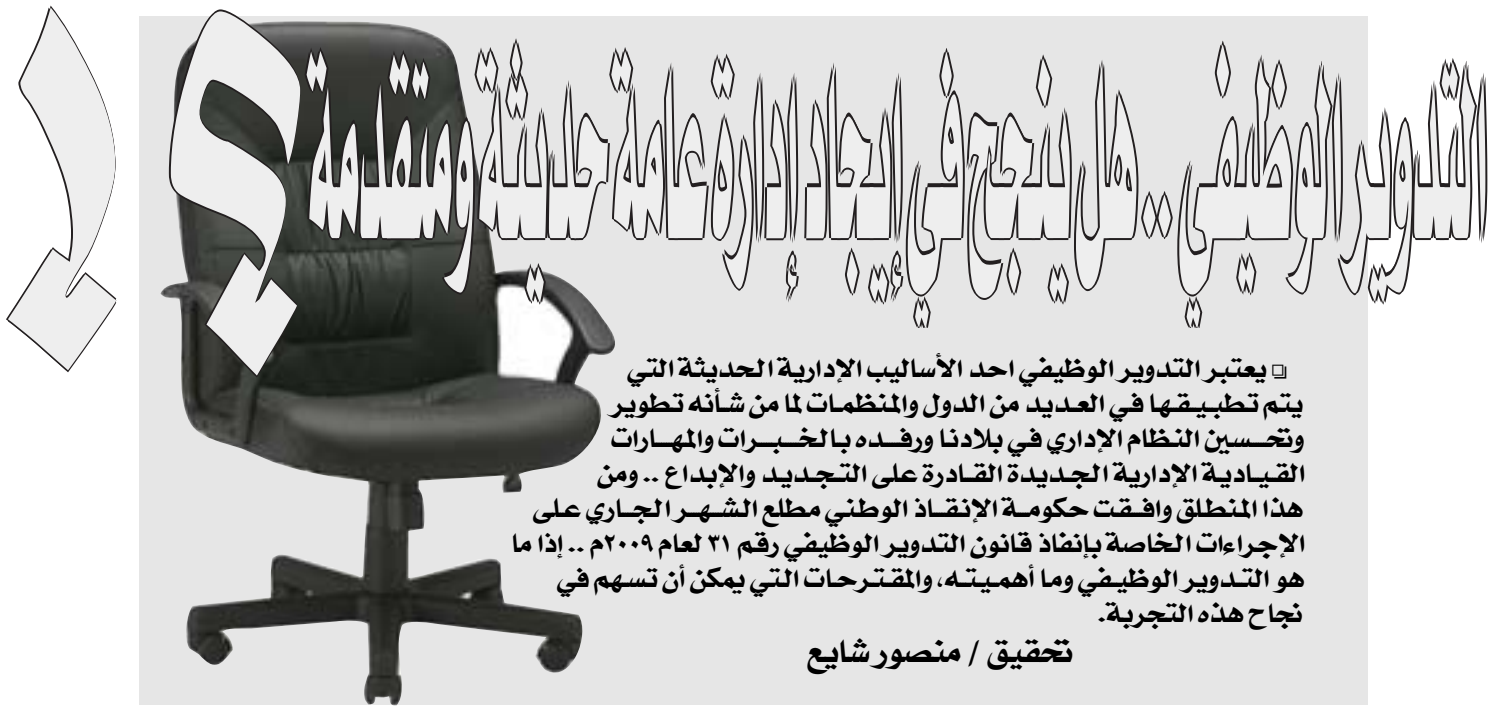 التدوير الوظيفي .. هل ينجح في إيجاد إدارة عامة حديثة ومتقدمة ؟!
يعتبر التدوير الوظيفي احد الأساليب الإدارية الحديثة التي
يتم تطبيقها في العديد من الدول والمنظمات لما من شأنه تطوير
وتحسين النظام الإداري في بلادنا ورفده بالخبرات والمهارات
القيادية الإدارية الجديدة القادرة على التجديد والإبداع .. ومن
هذا المنطلق وافقت حكومة الإنقاذ الوطني مطلع الشهر الجاري على
الإجراءات الخاصة بإنفاذ قانون التدوير الوظيفي رقم ٣١ لعام ٢٠٠٩م .. إذا ما
هو التدوير الوظيفي وما أهميته، والمقترحات التي يمكن أن تسهم في
نجاح هذه التجربة.
تحقيق / منصور شايع